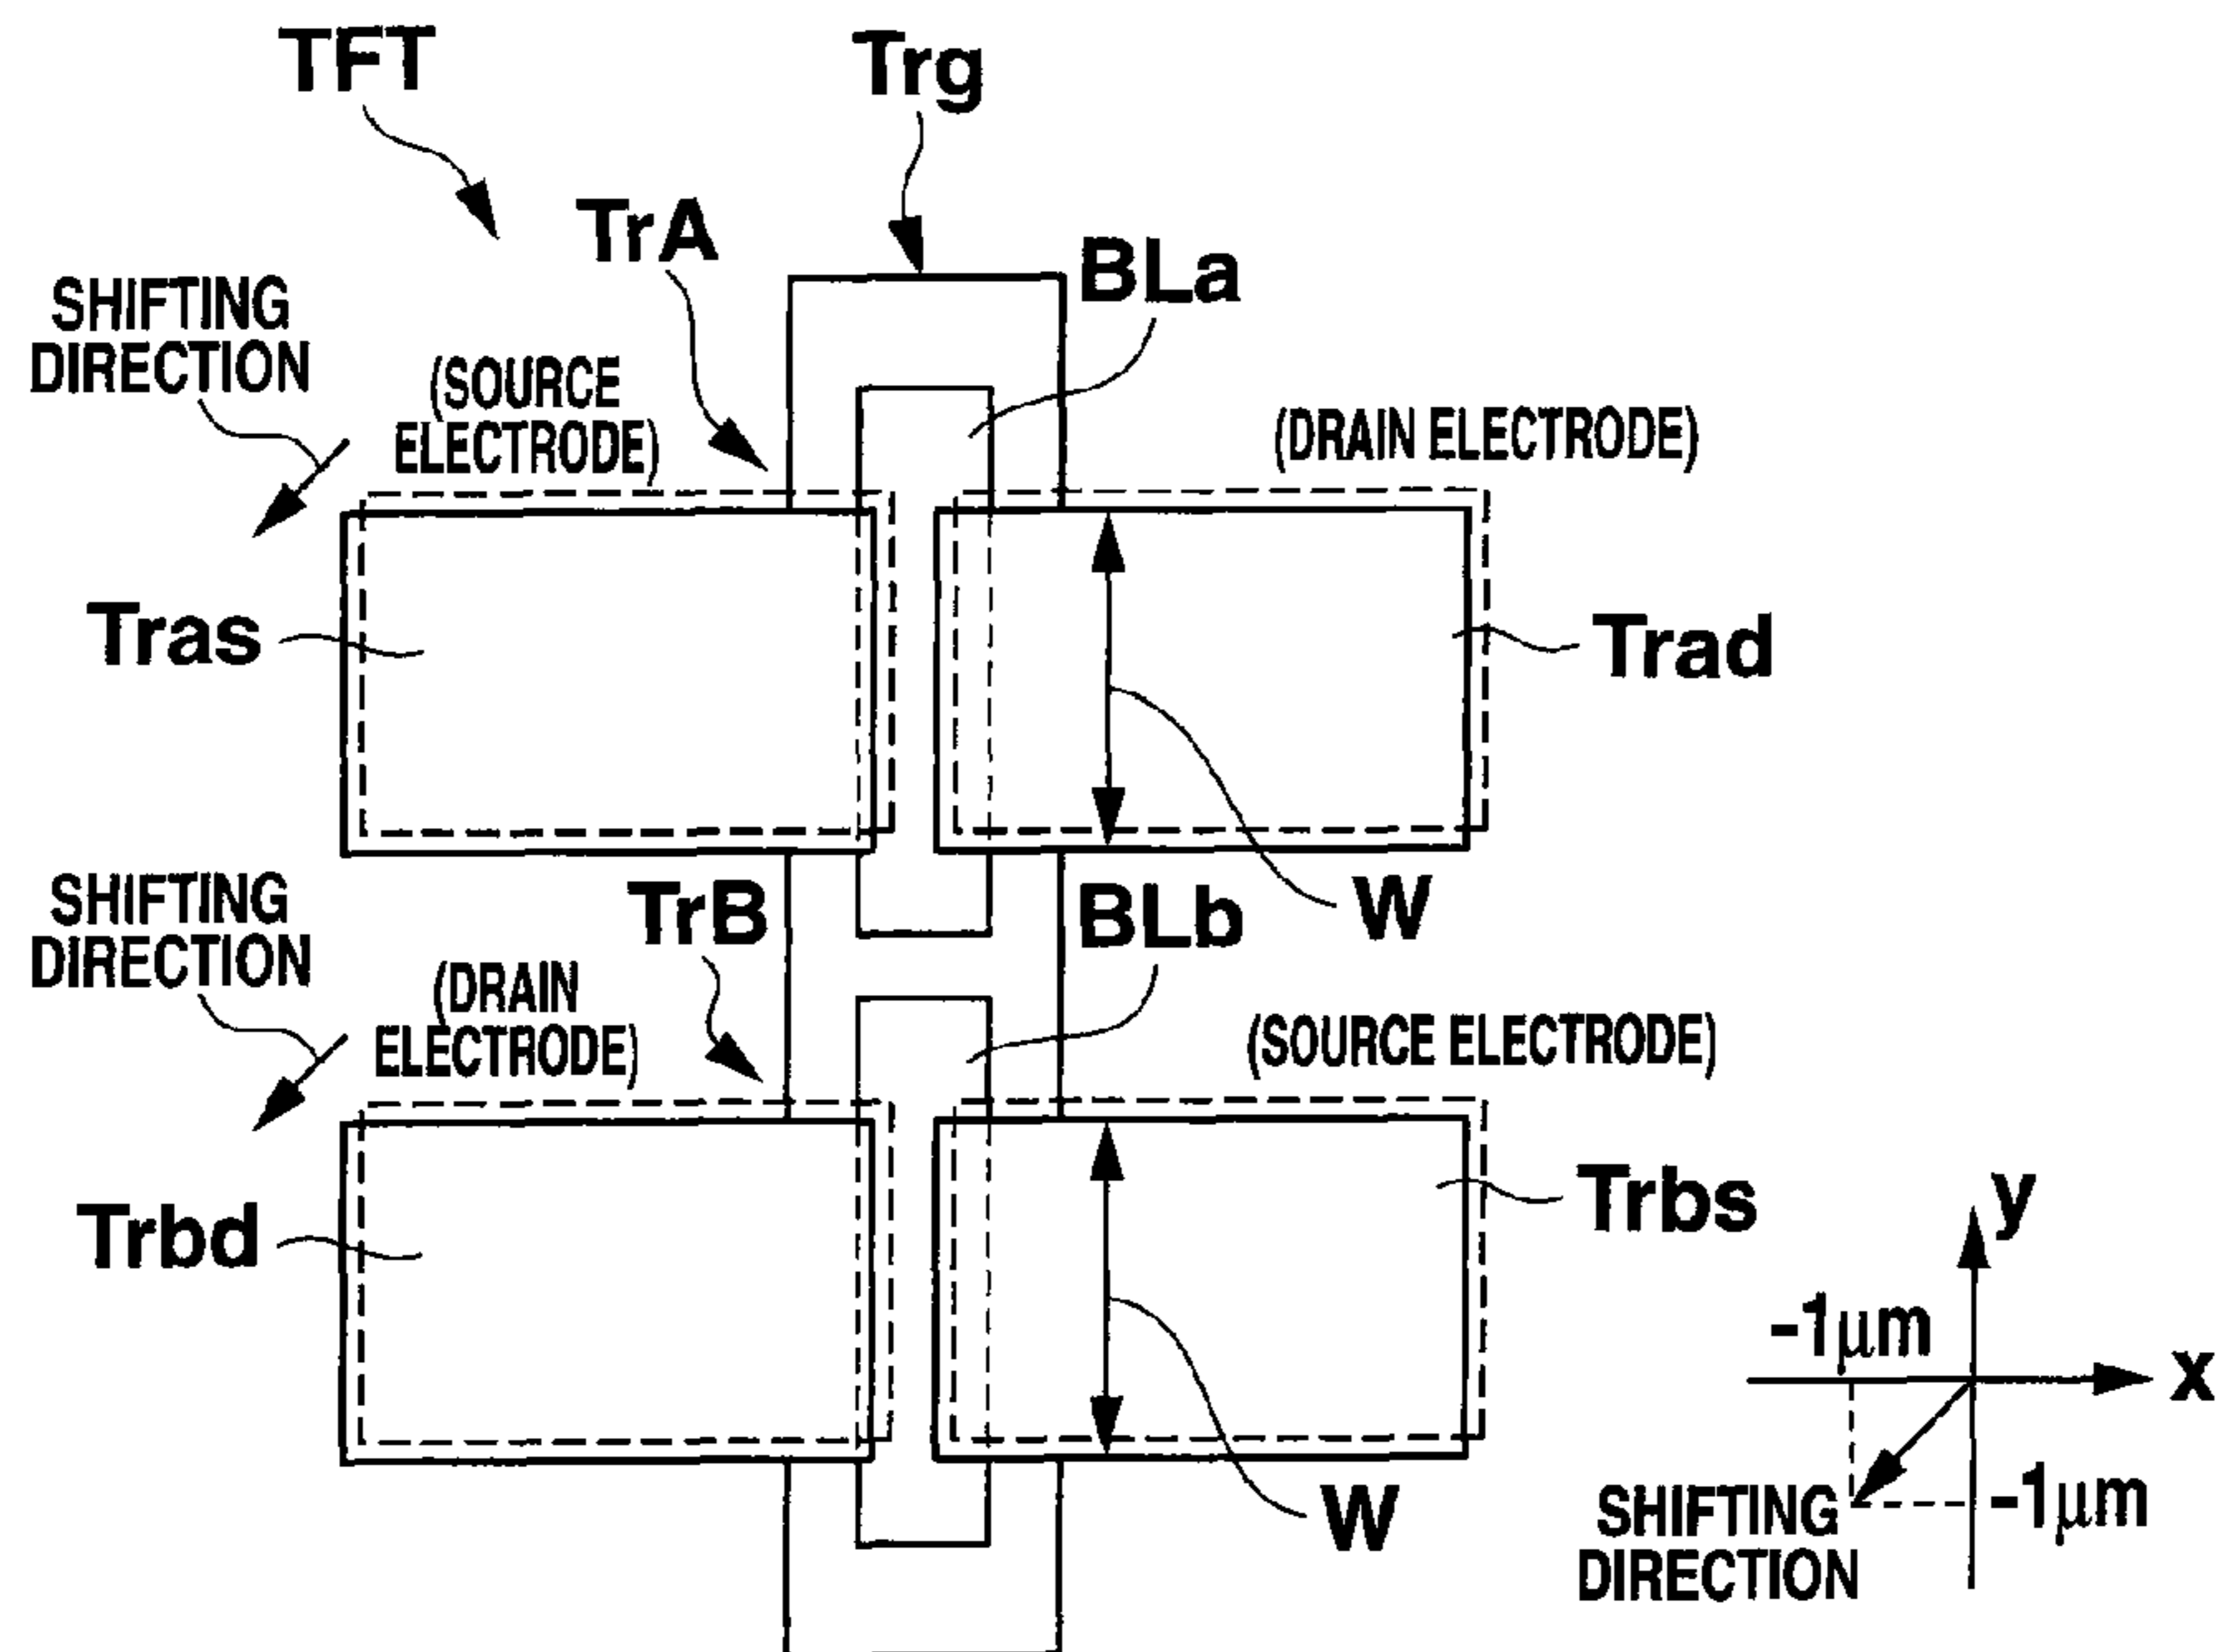 TFT
Trg
TrA
BLa
SHIFTING
DIRECTION
(SOURCE
ELECTRODE)
(DRAIN ELECTRODE)
Tras
Trad
W
SHIFTING
DIRECTION
TrB
BLb
(DRAIN
ELECTRODE)
(SOURCE ELECTRODE)
Trbd
Trbs
W
y
x
-1μm
-1μm
SHIFTING
DIRECTION